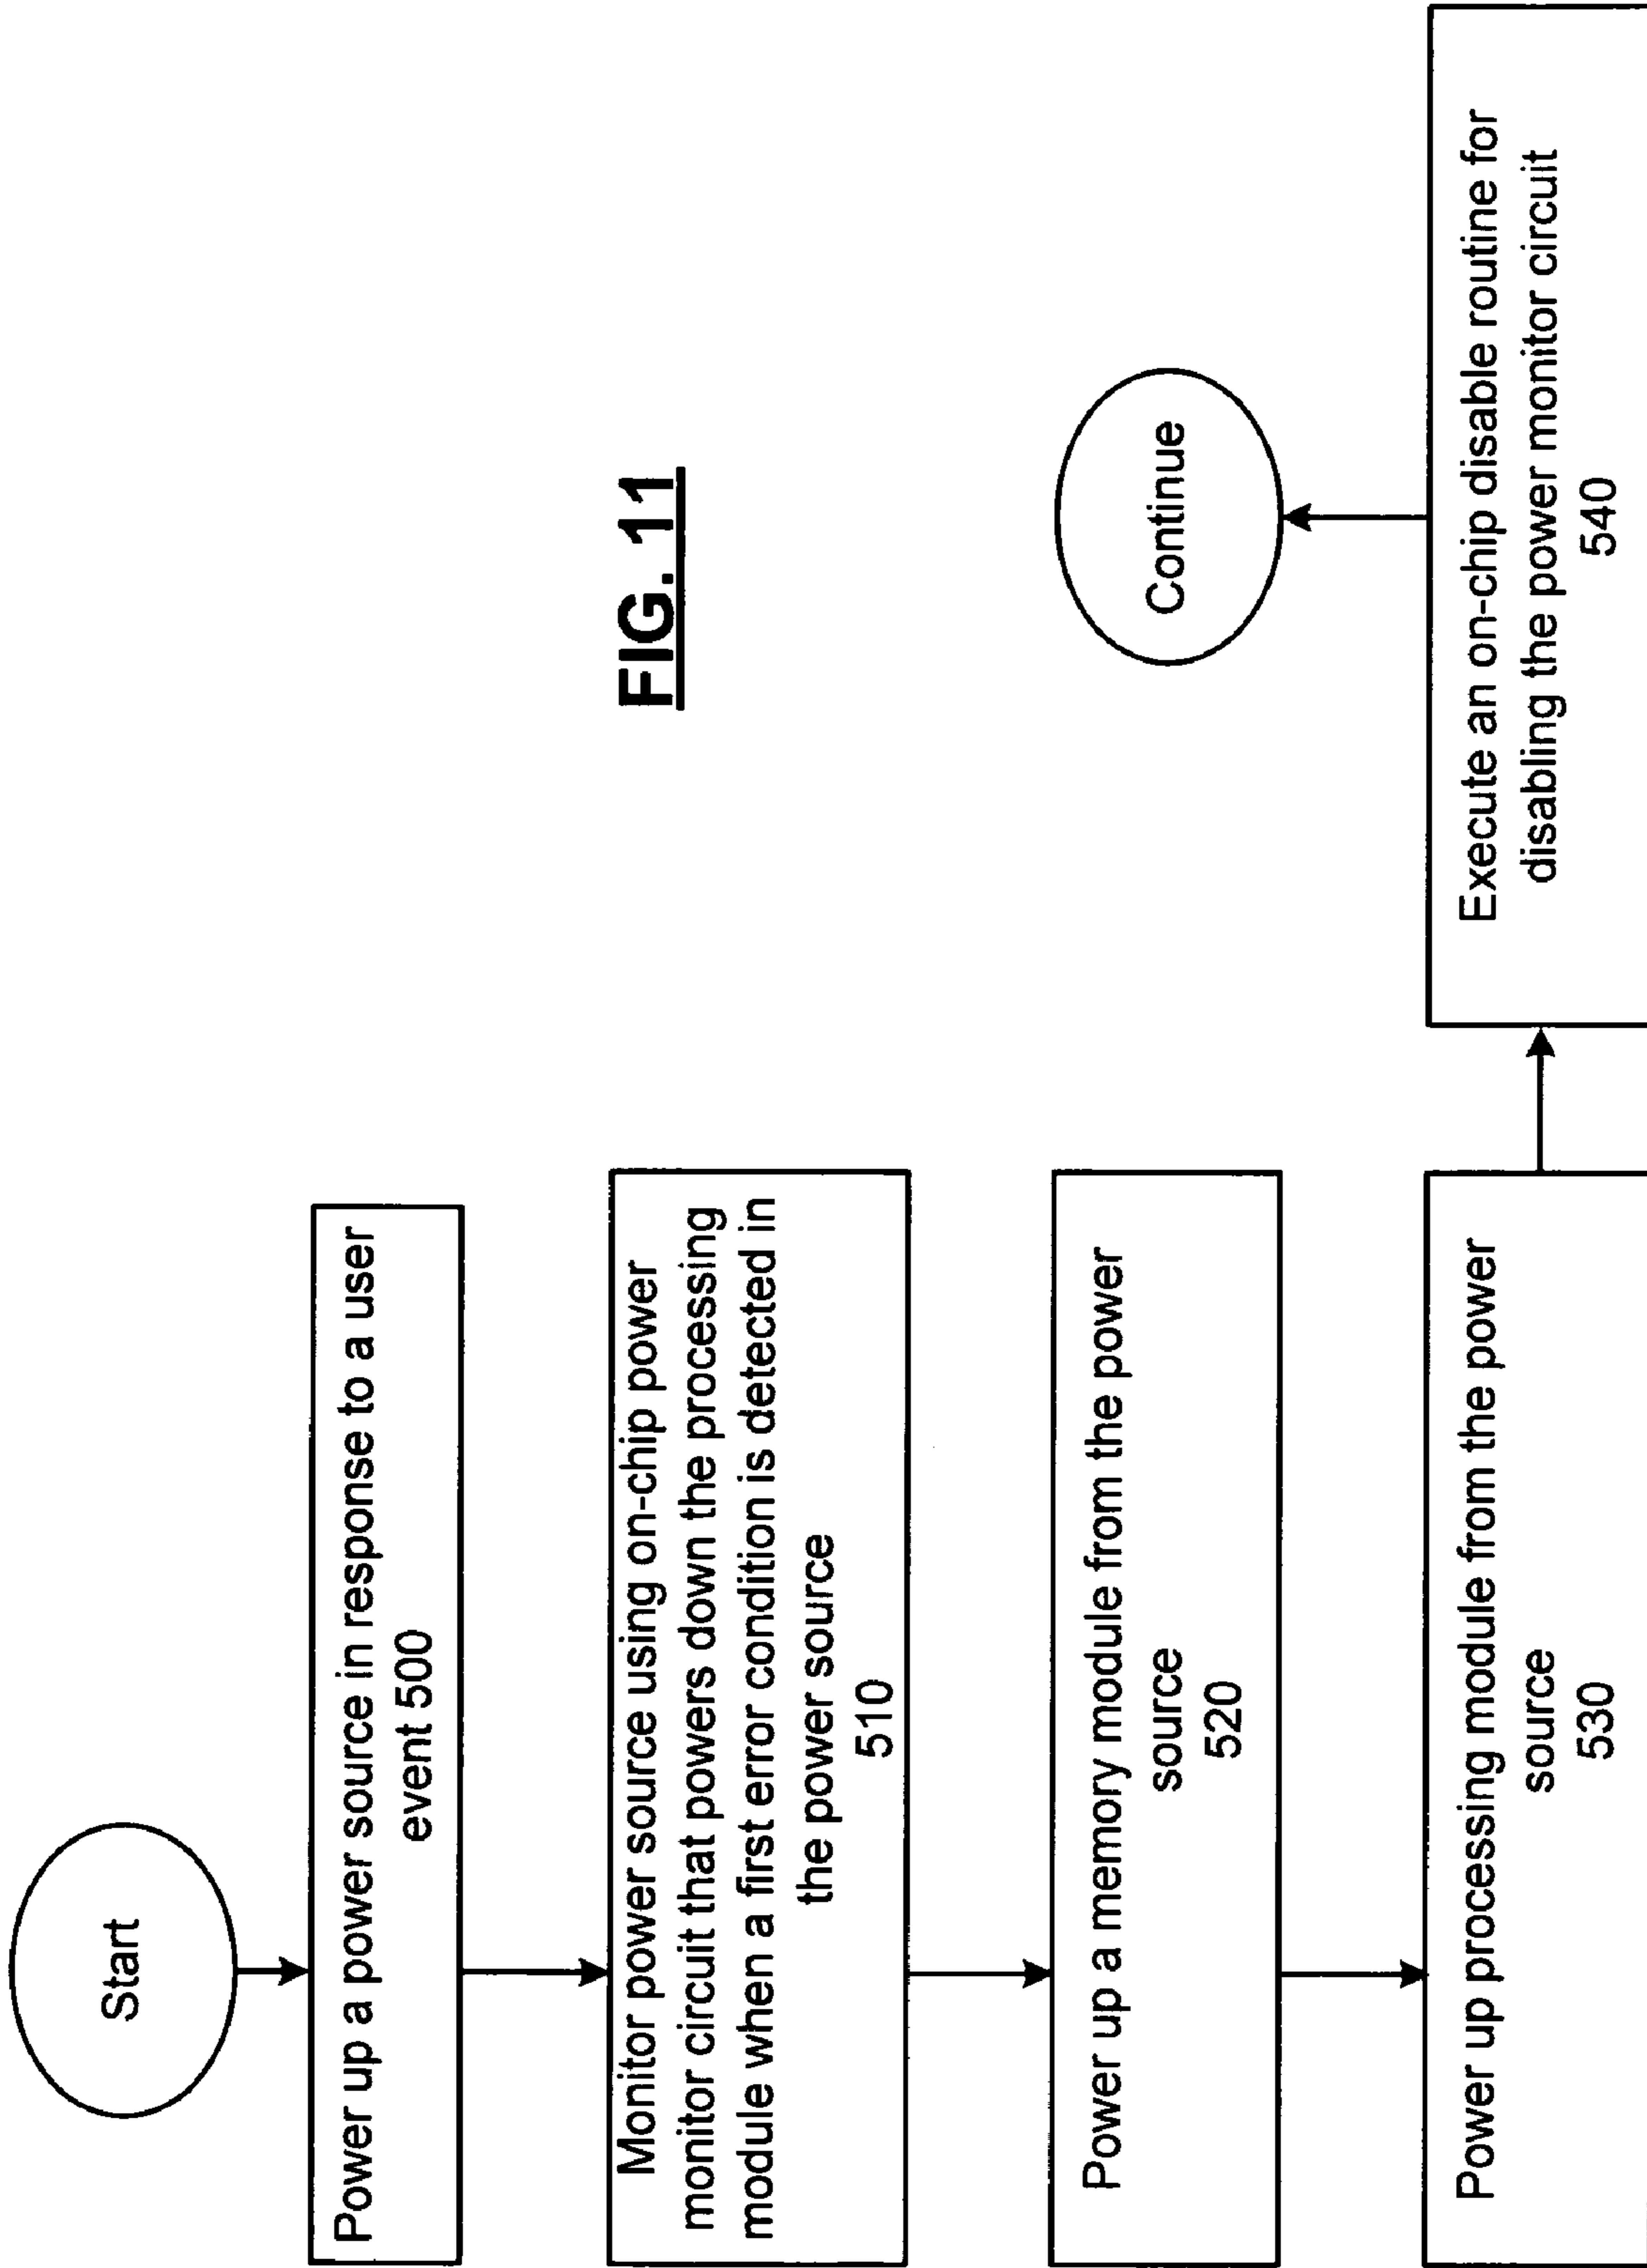 Start
Power up a power source in response to a user
event 500
Monitor power source using on-chip power
monitor circuit that powers down the processing
module when a first error condition is detected in
the power source
510
Power up a memory module from the power
source
520
Power up processing module from the power
source
530
Execute an on-chip disable routine for
disabling the power monitor circuit
540
Continue
FIG. 11